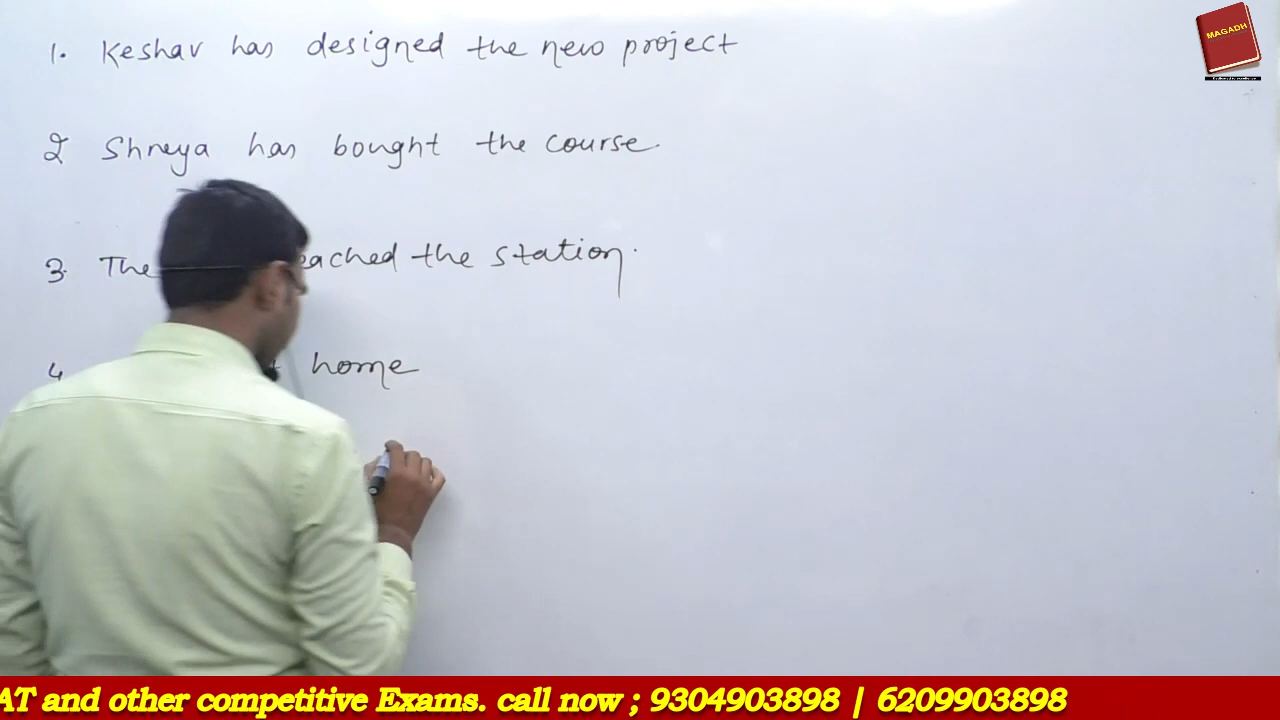 1. Keshav has designed the new project
2 Shreya has bought the course.
3. The eached the station.
4 home
MAGADH
AT and other competitive Exams. call now ; 9304903898 | 6209903898